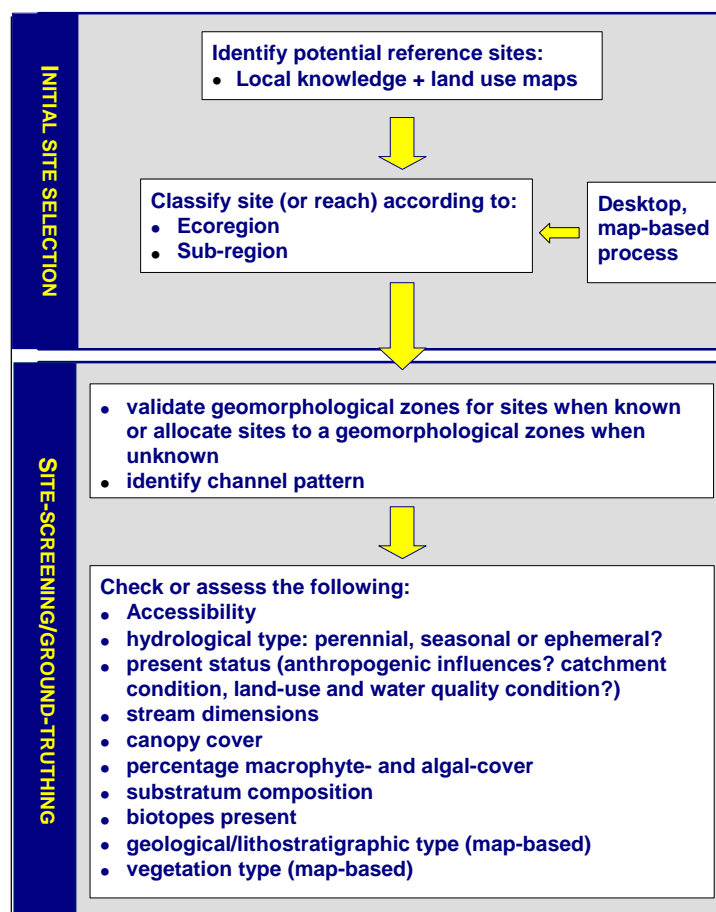 INITIAL SITE SELECTION
Identify potential reference sites:
• Local knowledge + land use maps
Classify site (or reach) according to:
• Ecoregion
• Sub-region
Desktop,
map-based
process
SITE-SCREENING/GROUND-TRUTHING
• validate geomorphological zones for sites when known
or allocate sites to a geomorphological zones when
unknown
• identify channel pattern
Check or assess the following:
• Accessibility
• hydrological type: perennial, seasonal or ephemeral?
• present status (anthropogenic influences? catchment
condition, land-use and water quality condition?)
• stream dimensions
• canopy cover
• percentage macrophyte- and algal-cover
• substratum composition
• biotopes present
• geological/lithostratigraphic type (map-based)
• vegetation type (map-based)